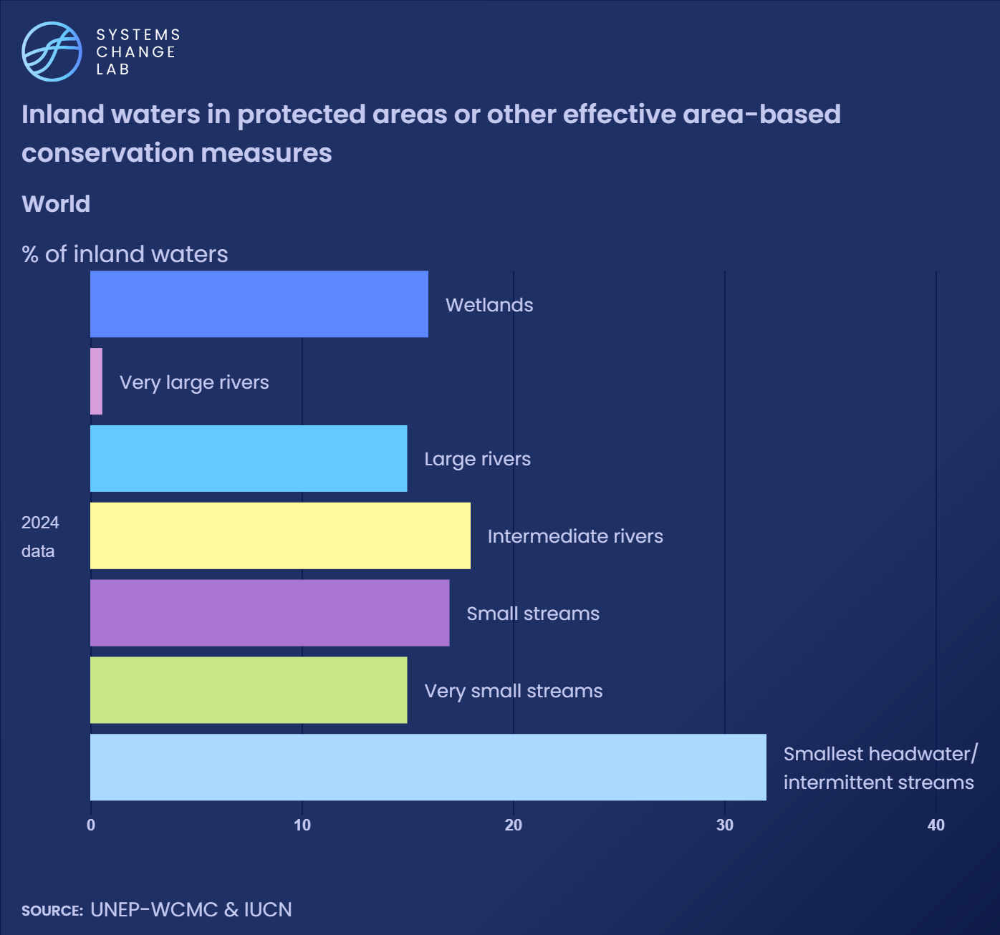 SYSTEMS
CHANGE
LAB
Inland waters in protected areas or other effective area-based
conservation measures
World
% of inland waters
Wetlands
Very large rivers
Large rivers
Intermediate rivers
Small streams
Very small streams
Smallest headwater/
intermittent streams
2024
data
0 10 20 30 40
SOURCE: UNEP-WCMC & IUCN